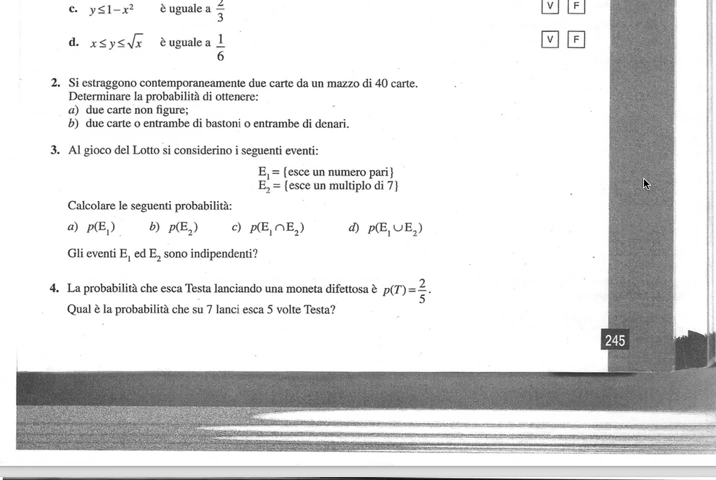 c. y≤1−x² è uguale a 2/3 V F
d. x≤y≤√x è uguale a 1/6 V F
2. Si estraggono contemporaneamente due carte da un mazzo di 40 carte.
Determinare la probabilità di ottenere:
a) due carte non figure;
b) due carte o entrambe di bastoni o entrambe di denari.
3. Al gioco del Lotto si considerino i seguenti eventi:
E₁ = {esce un numero pari}
E₂ = {esce un multiplo di 7}
Calcolare le seguenti probabilità:
a) p(E₁) b) p(E₂) c) p(E₁∩E₂) d) p(E₁∪E₂)
Gli eventi E₁ ed E₂ sono indipendenti?
4. La probabilità che esca Testa lanciando una moneta difettosa è p(T)=2/5.
Qual è la probabilità che su 7 lanci esca 5 volte Testa?
245